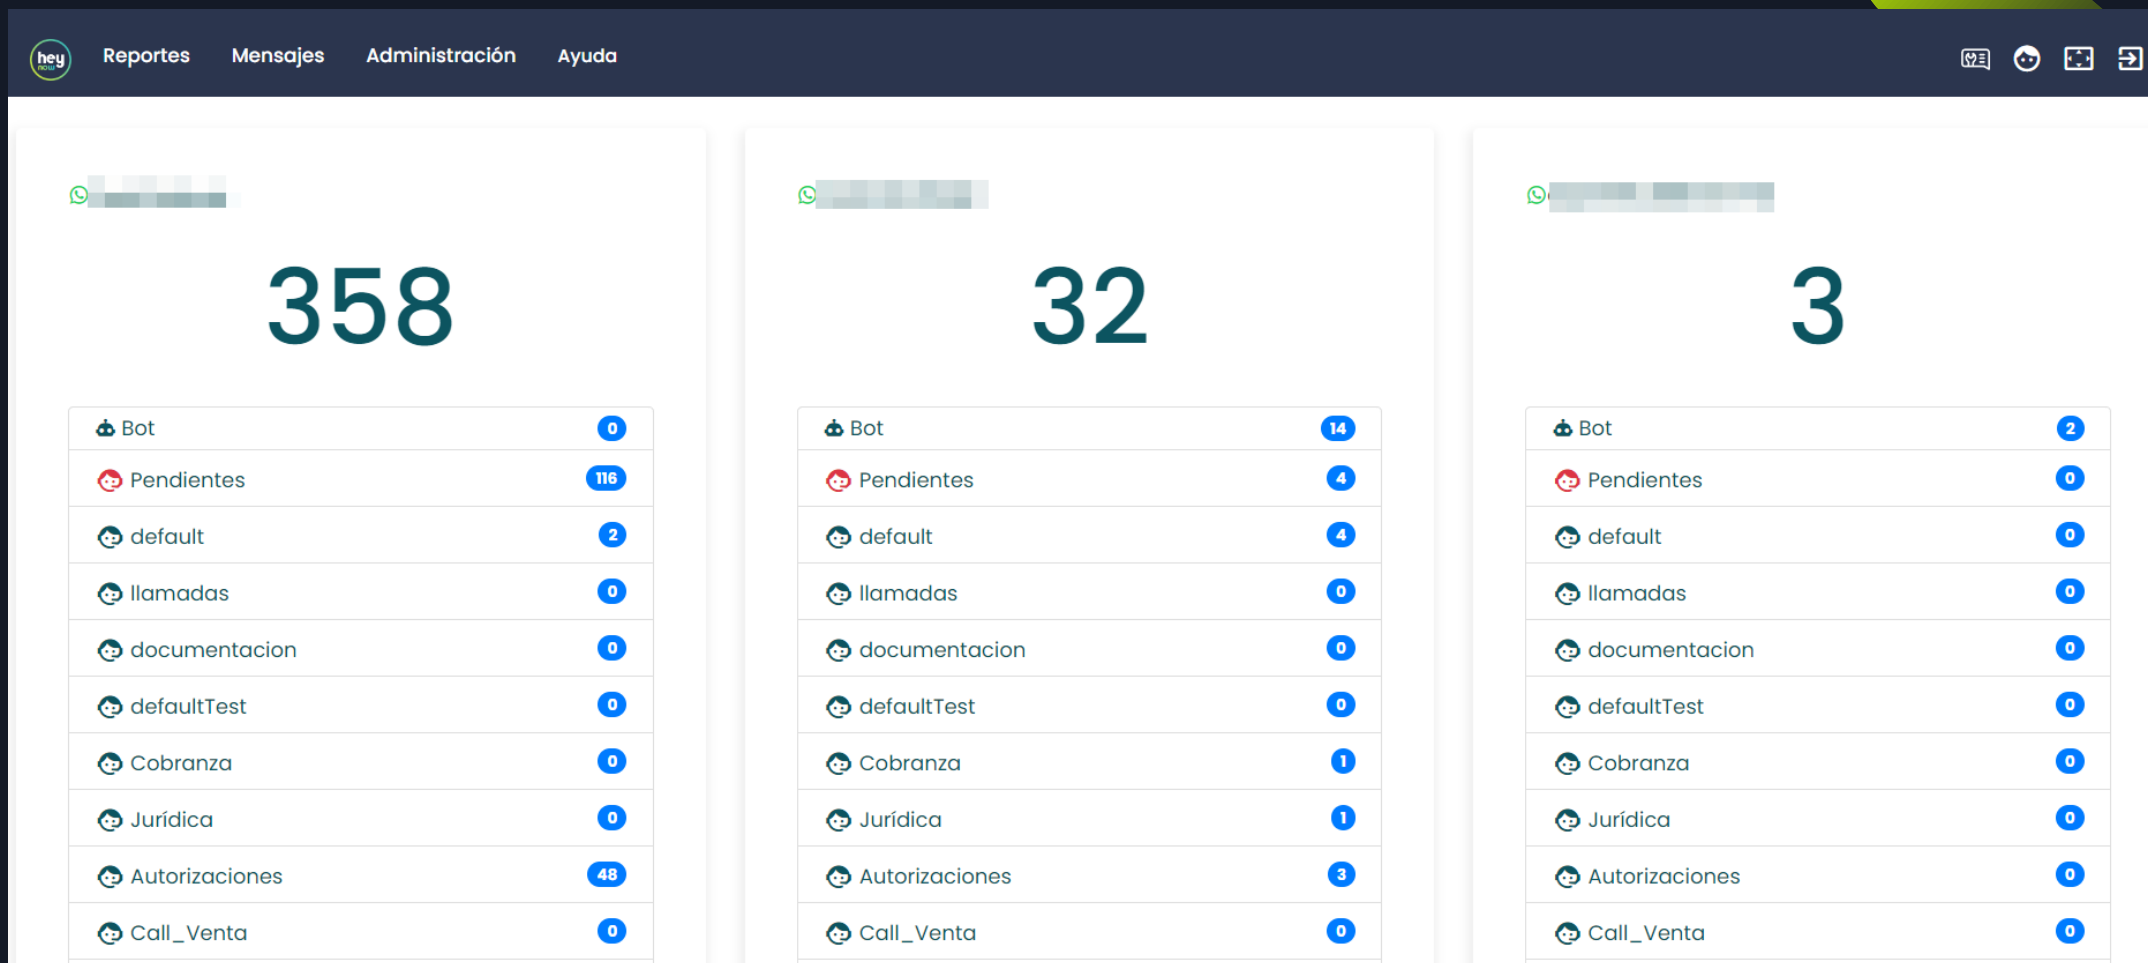 hey now Reportes Mensajes Administración Ayuda
358
Bot 0
Pendientes 116
default 2
llamadas 0
documentacion 0
defaultTest 0
Cobranza 0
Jurídica 0
Autorizaciones 48
Call_Venta 0
32
Bot 14
Pendientes 4
default 4
llamadas 0
documentacion 0
defaultTest 0
Cobranza 1
Jurídica 1
Autorizaciones 3
Call_Venta 0
3
Bot 2
Pendientes 0
default 0
llamadas 0
documentacion 0
defaultTest 0
Cobranza 0
Jurídica 0
Autorizaciones 0
Call_Venta 0